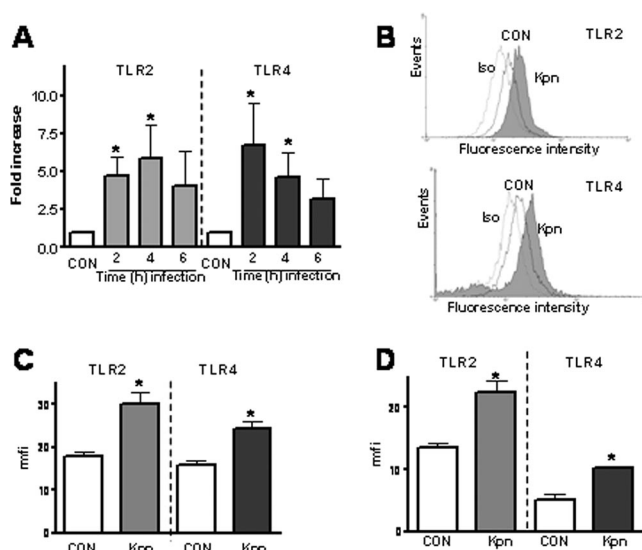 A
TLR2 TLR4
Fold increase
10.0
7.5
5.0
2.5
0.0
* * * *
CON 2 4 6 CON 2 4 6
Time (h) infection Time (h) infection
B
TLR2
CON
Iso Kpn
Events
Fluorescence intensity
TLR4
CON
Iso Kpn
Events
Fluorescence intensity
C
TLR2 TLR4
mfi
30
20
10
0
* *
CON Kpn CON Kpn
D
TLR2 TLR4
mfi
20
10
0
* *
CON Kpn CON Kpn